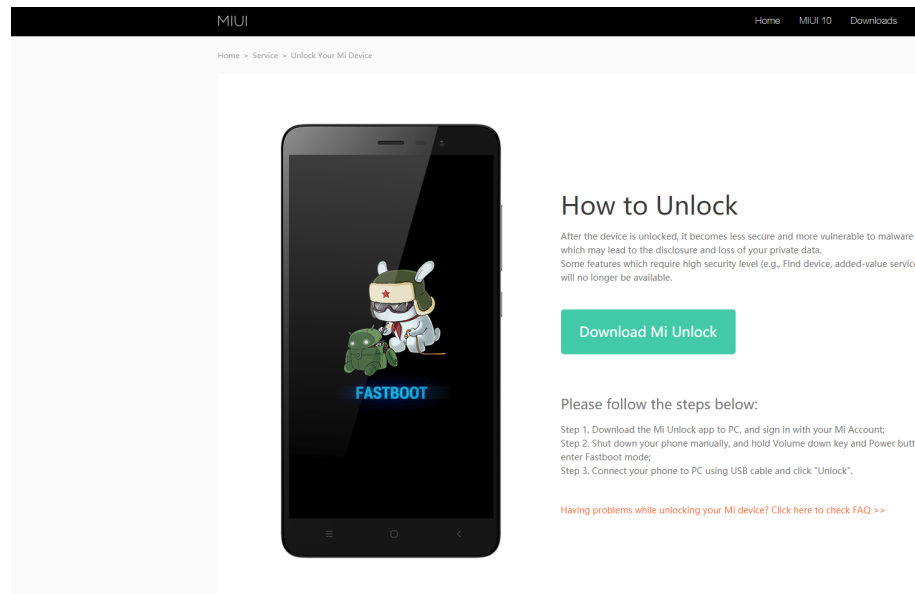 MIUI
Home MIUI 10 Downloads
Home > Service > Unlock Your Mi Device
FASTBOOT
How to Unlock
After the device is unlocked, it becomes less secure and more vulnerable to malware
which may lead to the disclosure and loss of your private data.
Some features which require high security level (e.g., Find device, added-value service
will no longer be available.
Download Mi Unlock
Please follow the steps below:
Step 1. Download the Mi Unlock app to PC, and sign in with your Mi Account;
Step 2. Shut down your phone manually, and hold Volume down key and Power butt
enter Fastboot mode;
Step 3. Connect your phone to PC using USB cable and click "Unlock".
Having problems while unlocking your Mi device? Click here to check FAQ >>